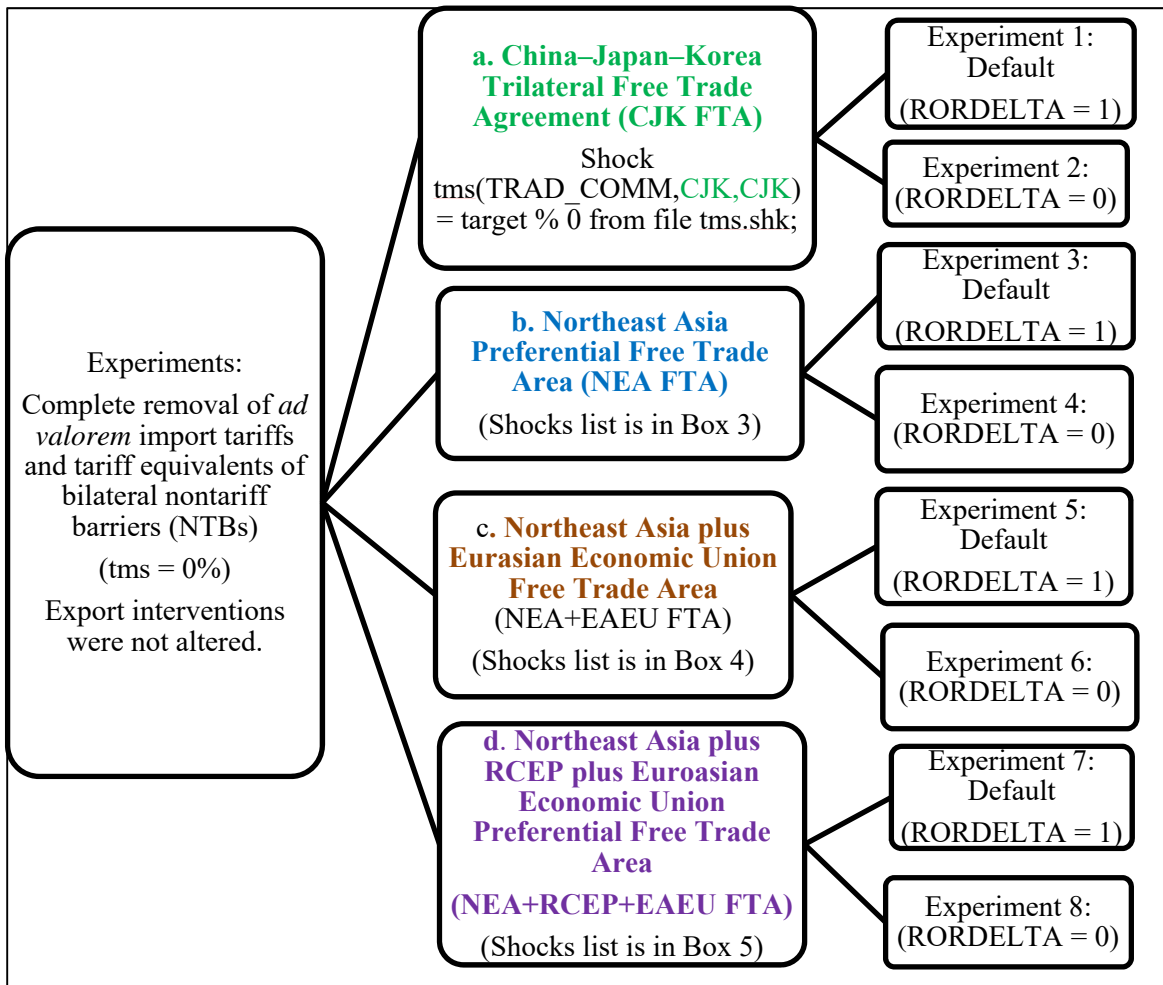 Experiments:
Complete removal of ad
valorem import tariffs
and tariff equivalents of
bilateral nontariff
barriers (NTBs)
(tms = 0%)
Export interventions
were not altered.
a. China–Japan–Korea
Trilateral Free Trade
Agreement (CJK FTA)
Shock
tms(TRAD_COMM,CJK,CJK)
= target % 0 from file tms.shk;
Experiment 1:
Default
(RORDELTA = 1)
Experiment 2:
(RORDELTA = 0)
b. Northeast Asia
Preferential Free Trade
Area (NEA FTA)
(Shocks list is in Box 3)
Experiment 3:
Default
(RORDELTA = 1)
Experiment 4:
(RORDELTA = 0)
c. Northeast Asia plus
Eurasian Economic Union
Free Trade Area
(NEA+EAEU FTA)
(Shocks list is in Box 4)
Experiment 5:
Default
(RORDELTA = 1)
Experiment 6:
(RORDELTA = 0)
d. Northeast Asia plus
RCEP plus Euroasian
Economic Union
Preferential Free Trade
Area
(NEA+RCEP+EAEU FTA)
(Shocks list is in Box 5)
Experiment 7:
Default
(RORDELTA = 1)
Experiment 8:
(RORDELTA = 0)